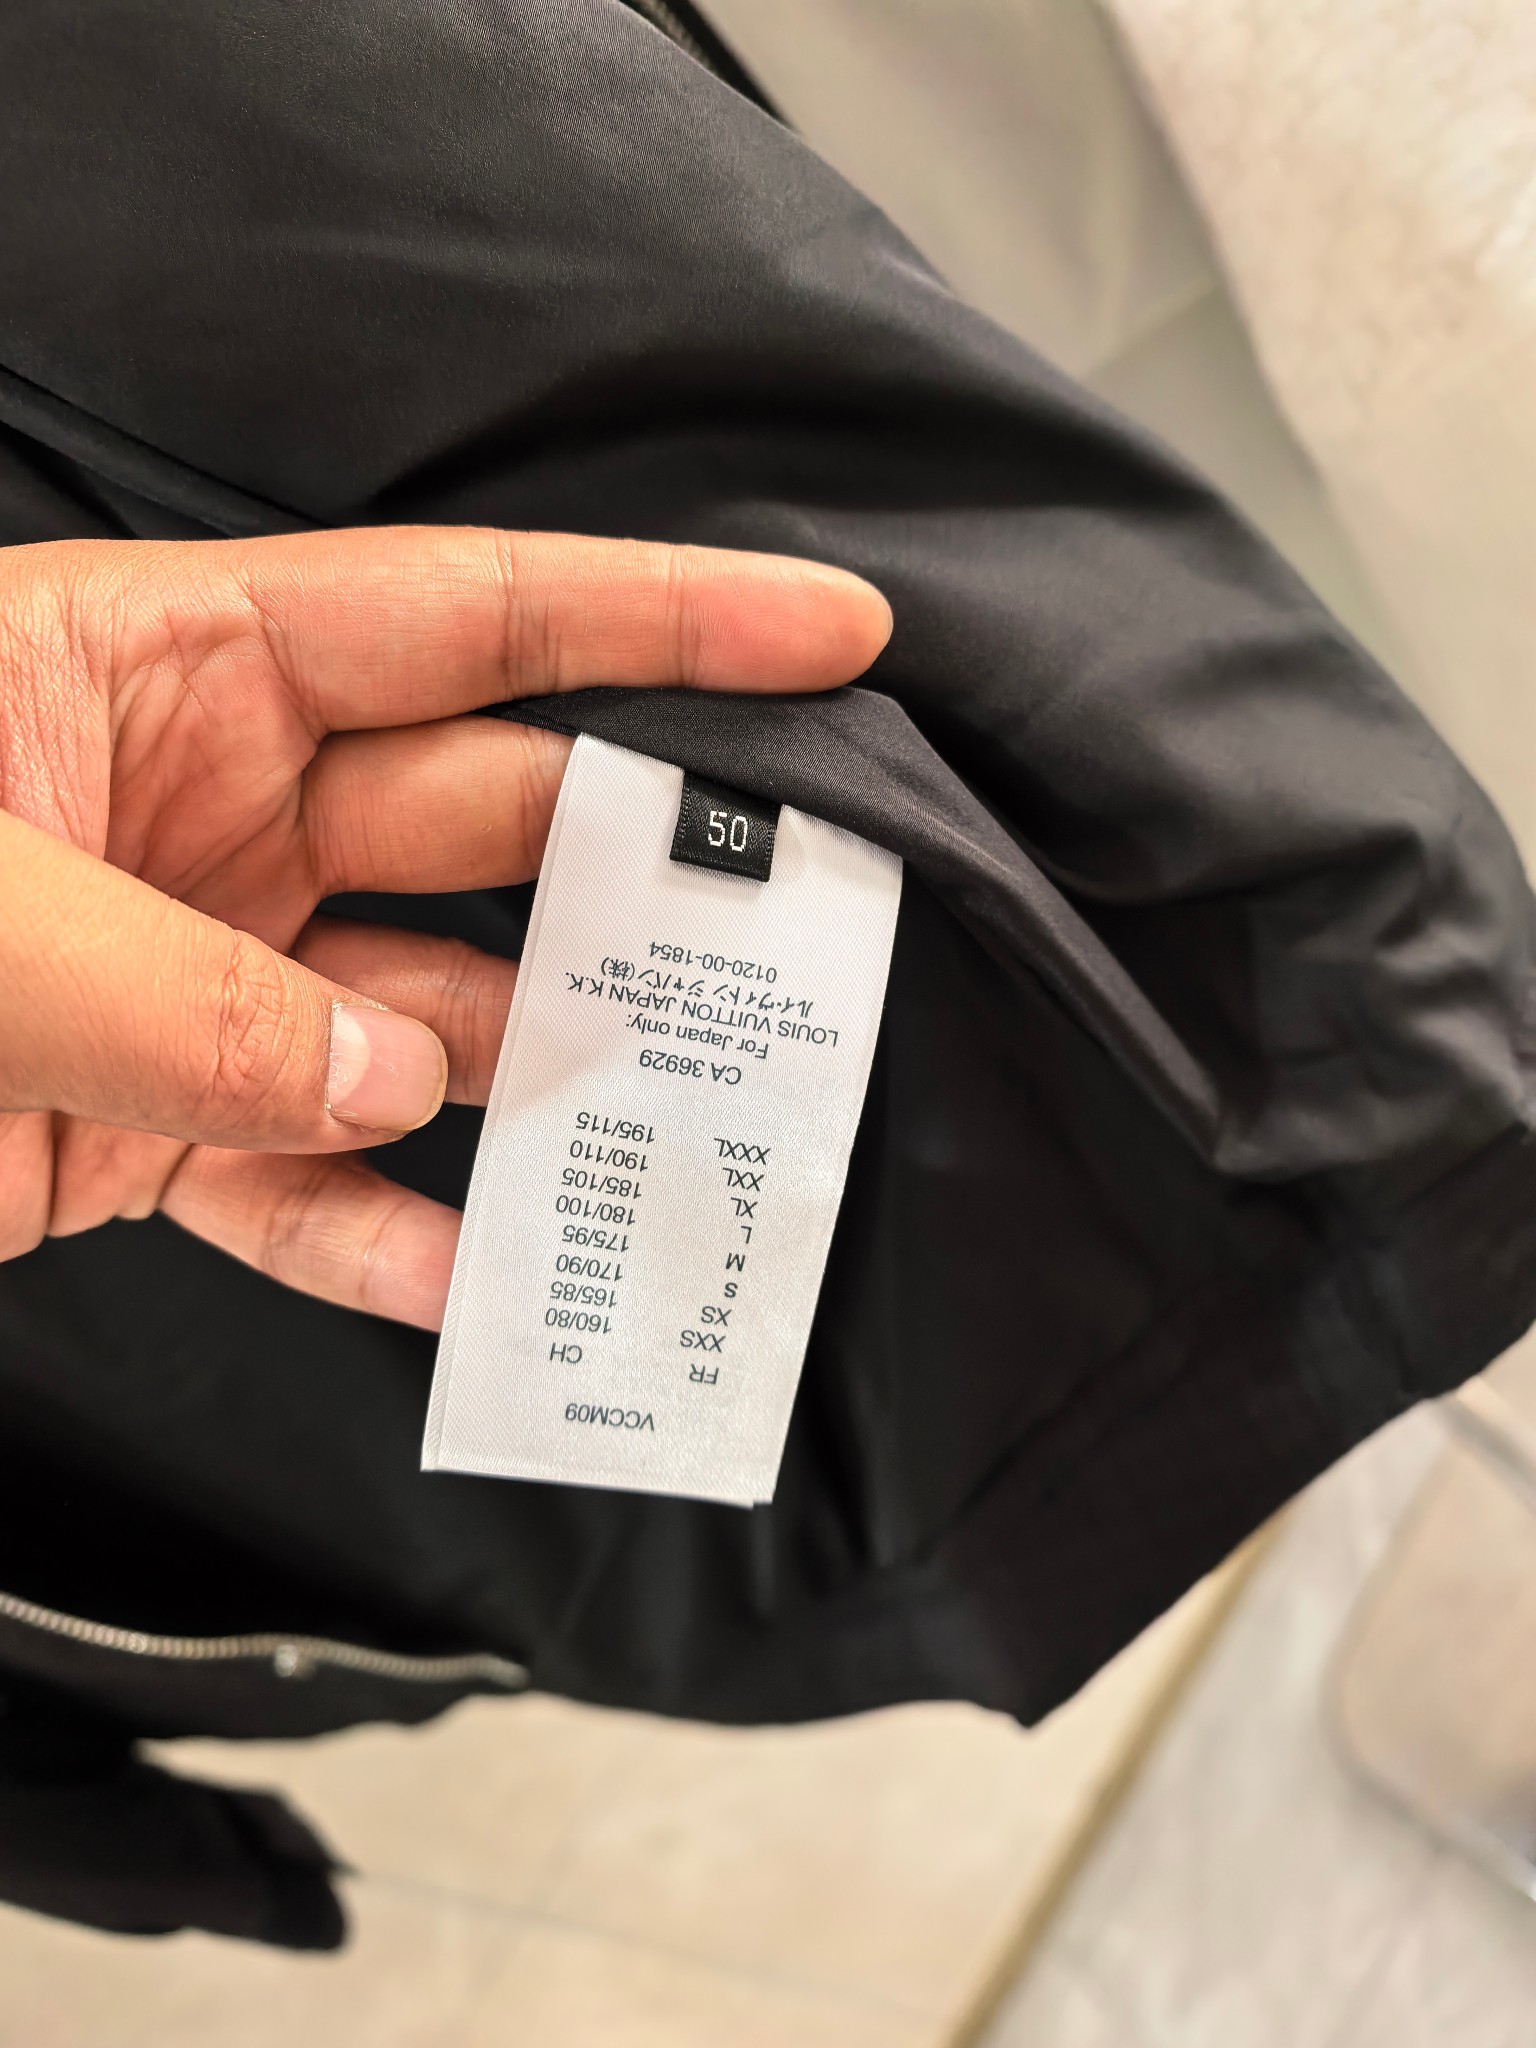 50
VCCM09
FR CH
XXS 160/80
XS 165/85
S 170/90
M 175/95
L 180/100
XL 185/105
XXL 190/110
XXXL 195/115
CA 36929
For Japan only:
LOUIS VUITTON JAPAN K.K.
ルイ・ヴィトン ジャパン(株)
0120-00-1854